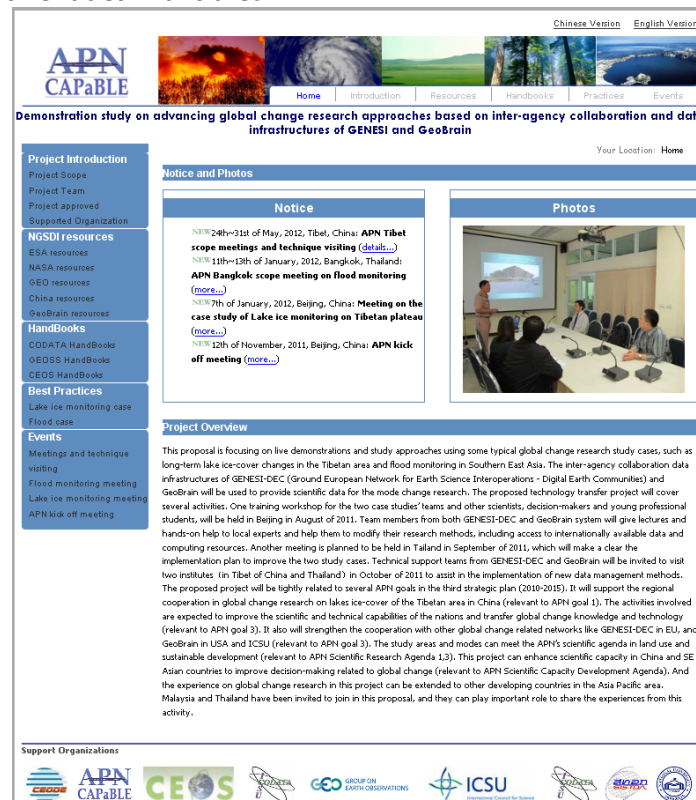 Chinese Version English Version
APN
CAPaBLE
Home Introduction Resources Handbooks Practices Events
Demonstration study on advancing global change research approaches based on inter-agency collaboration and dat
infrastructures of GENESI and GeoBrain
Your Location: Home
Project Introduction
Project Scope
Project Team
Project approved
Supported Organization
NGSDI resources
ESA resources
NASA resources
GEO resources
China resources
GeoBrain resources
HandBooks
CODATA HandBooks
GEOSS HandBooks
CEOS HandBooks
Best Practices
Lake ice monitoring case
Flood case
Events
Meetings and technique
visiting
Flood monitoring meeting
Lake ice monitoring meeting
APN kick off meeting
Notice and Photos
Notice
NEW 24th~31st of May, 2012, Tibet, China: APN Tibet
scope meetings and technique visiting (details...)
NEW 11th~13th of January, 2012, Bangkok, Thailand:
APN Bangkok scope meeting on flood monitoring
(more...)
NEW 7th of January, 2012, Beijing, China: Meeting on the
case study of Lake ice monitoring on Tibetan plateau
(more...)
NEW 12th of November, 2011, Beijing, China: APN kick
off meeting (more...)
Photos
Project Overview
This proposal is focusing on live demonstrations and study approaches using some typical global change research study cases, such as
long-term lake ice-cover changes in the Tibetan area and flood monitoring in Southern East Asia. The inter-agency collaboration data
infrastructures of GENESI-DEC (Ground European Network for Earth Science Interoperations - Digital Earth Communities) and
GeoBrain will be used to provide scientific data for the mode change research. The proposed technology transfer project will cover
several activities. One training workshop for the two case studies' teams and other scientists, decision-makers and young professional
students, will be held in Beijing in August of 2011. Team members from both GENESI-DEC and GeoBrain system will give lectures and
hands-on help to local experts and help them to modify their research methods, including access to internationally available data and
computing resources. Another meeting is planned to be held in Tailand in September of 2011, which will make a clear the
implementation plan to improve the two study cases. Technical support teams from GENESI-DEC and GeoBrain will be invited to visit
two institutes (in Tibet of China and Thailand) in October of 2011 to assist in the implementation of new data management methods.
The proposed project will be tightly related to several APN goals in the third strategic plan (2010-2015). It will support the regional
cooperation in global change research on lakes ice-cover of the Tibetan area in China (relevant to APN goal 1). The activities involved
are expected to improve the scientific and technical capabilities of the nations and transfer global change knowledge and technology
(relevant to APN goal 3). It also will strengthen the cooperation with other global change related networks like GENESI-DEC in EU, and
GeoBrain in USA and ICSU (relevant to APN goal 3). The study areas and modes can meet the APN's scientific agenda in land use and
sustainable development (relevant to APN Scientific Research Agenda 1,3). This project can enhance scientific capacity in China and SE
Asian countries to improve decision-making related to global change (relevant to APN Scientific Capacity Development Agenda). And
the experience on global change research in this project can be extended to other developing countries in the Asia Pacific area.
Malaysia and Thailand have been invited to join in this proposal, and they can play important role to share the experiences from this
activity.
Support Organizations
CEODE APN CAPaBLE CEOS CODATA GEO GROUP ON EARTH OBSERVATIONS ICSU International Council for Science CODATA GISTDA